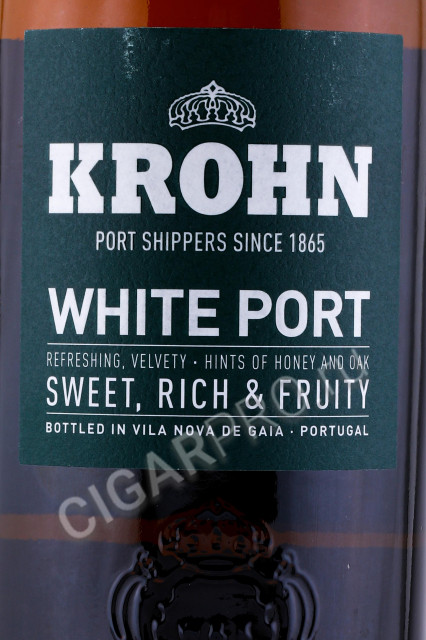 KROHN
PORT SHIPPERS SINCE 1865
WHITE PORT
REFRESHING, VELVETY · HINTS OF HONEY AND OAK
SWEET, RICH & FRUITY
BOTTLED IN VILA NOVA DE GAIA · PORTUGAL